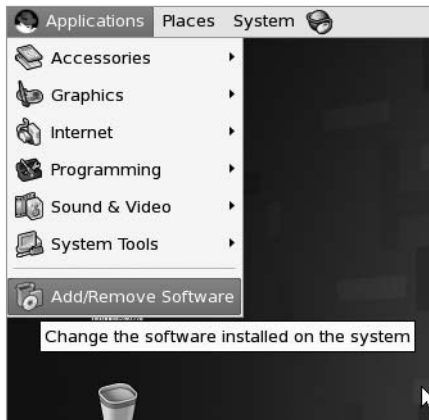 Applications Places System
Accessories
Graphics
Internet
Programming
Sound & Video
System Tools
Add/Remove Software
Change the software installed on the system